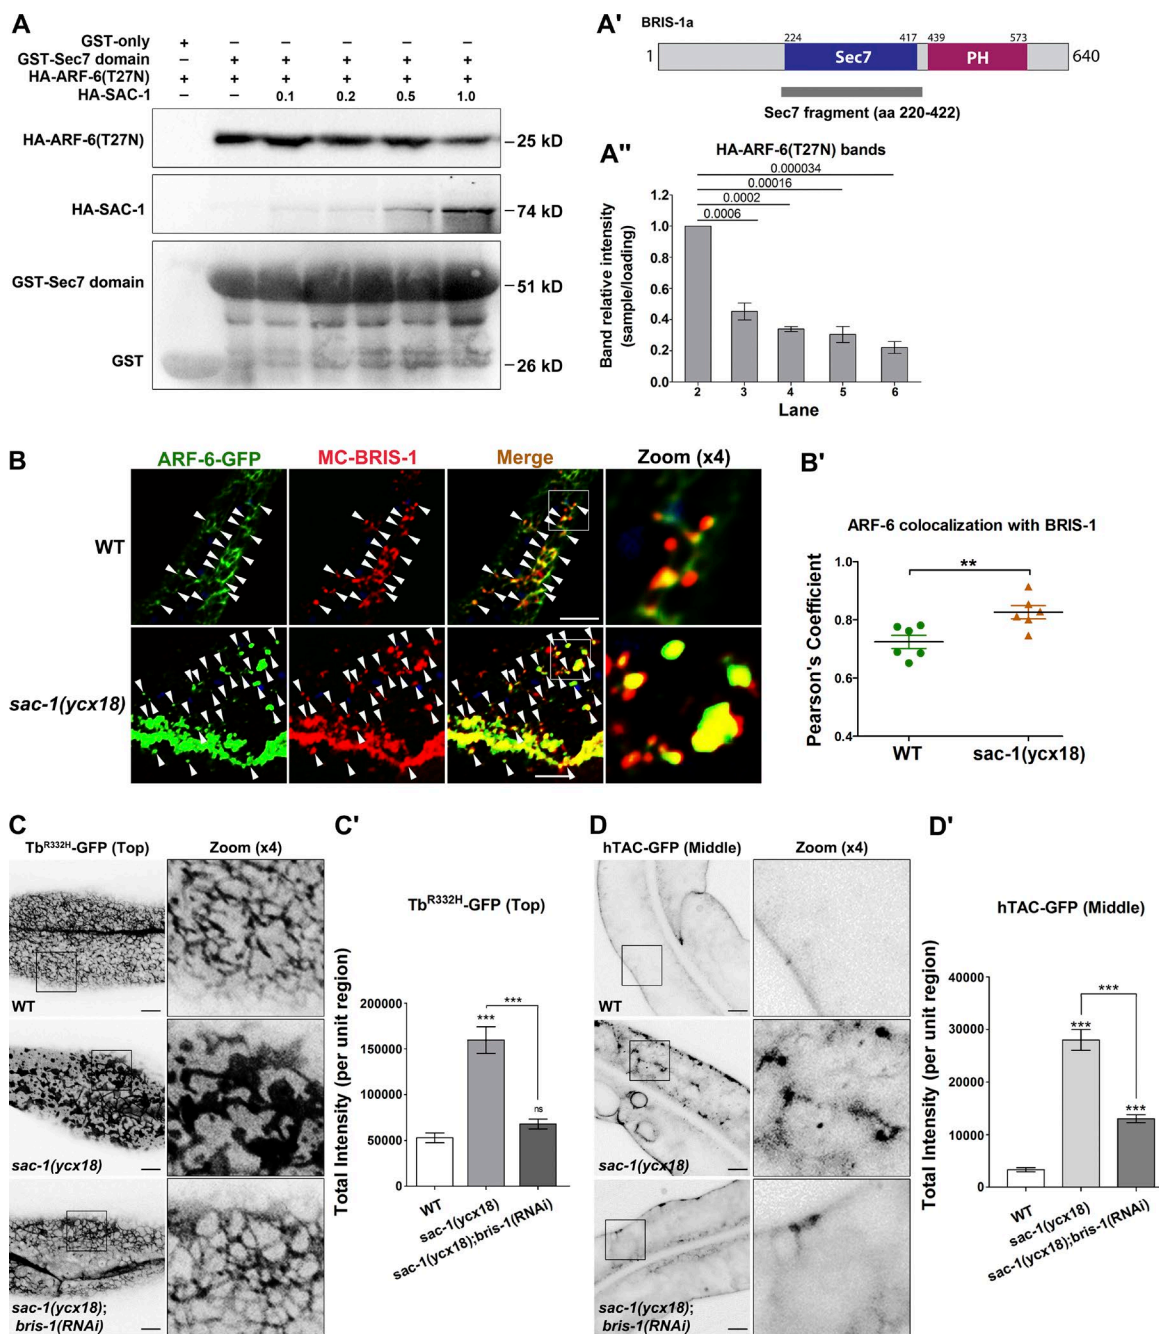 A
GST-only + – – – – –
GST-Sec7 domain – + + + + +
HA-ARF-6(T27N) + + + + + +
HA-SAC-1 – – 0.1 0.2 0.5 1.0
HA-ARF-6(T27N)
25 kD
HA-SAC-1
74 kD
GST-Sec7 domain
51 kD
GST
26 kD
A'
BRIS-1a
224 417 439 573
1 Sec7 PH 640
Sec7 fragment (aa 220-422)
A"
HA-ARF-6(T27N) bands
0.000034
0.00016
0.0002
0.0006
Band relative intensity
(sample/loading)
1.2
1.0
0.8
0.6
0.4
0.2
0.0
2 3 4 5 6
Lane
B
ARF-6-GFP MC-BRIS-1 Merge Zoom (x4)
WT
sac-1(ycx18)
B'
ARF-6 colocalization with BRIS-1
Pearson's Coefficient
1.0
0.8
0.6
0.4
**
WT sac-1(ycx18)
C
Tb^R332H-GFP (Top) Zoom (x4)
WT
sac-1(ycx18)
sac-1(ycx18);
bris-1(RNAi)
C'
Tb^R332H-GFP (Top)
Total Intensity (per unit region)
200000
150000
100000
50000
0
***
***
ns
WT
sac-1(ycx18)
sac-1(ycx18);bris-1(RNAi)
D
hTAC-GFP (Middle) Zoom (x4)
WT
sac-1(ycx18)
sac-1(ycx18);
bris-1(RNAi)
D'
hTAC-GFP (Middle)
Total Intensity (per unit region)
40000
30000
20000
10000
0
***
***
***
WT
sac-1(ycx18)
sac-1(ycx18);bris-1(RNAi)